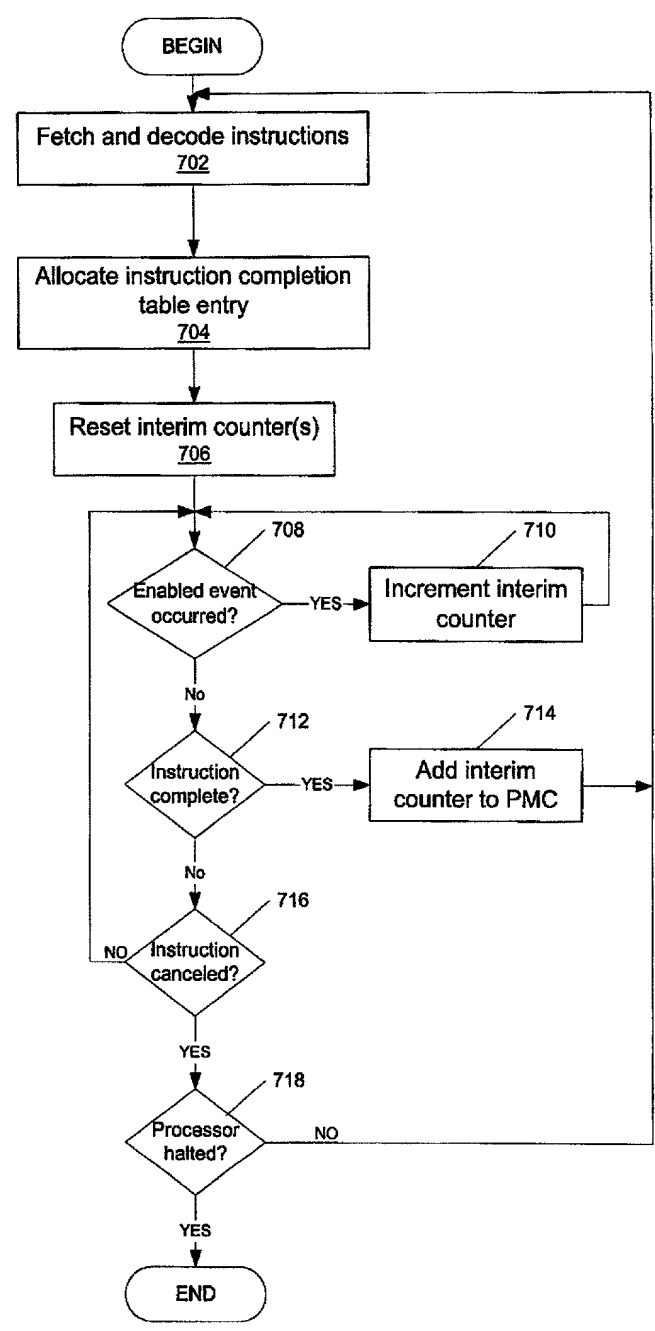 BEGIN
Fetch and decode instructions
702
Allocate instruction completion
table entry
704
Reset interim counter(s)
706
708
710
Enabled event
occurred?
YES
Increment interim
counter
No
712
714
Instruction
complete?
YES
Add interim
counter to PMC
No
716
Instruction
canceled?
NO
YES
718
Processor
halted?
NO
YES
END